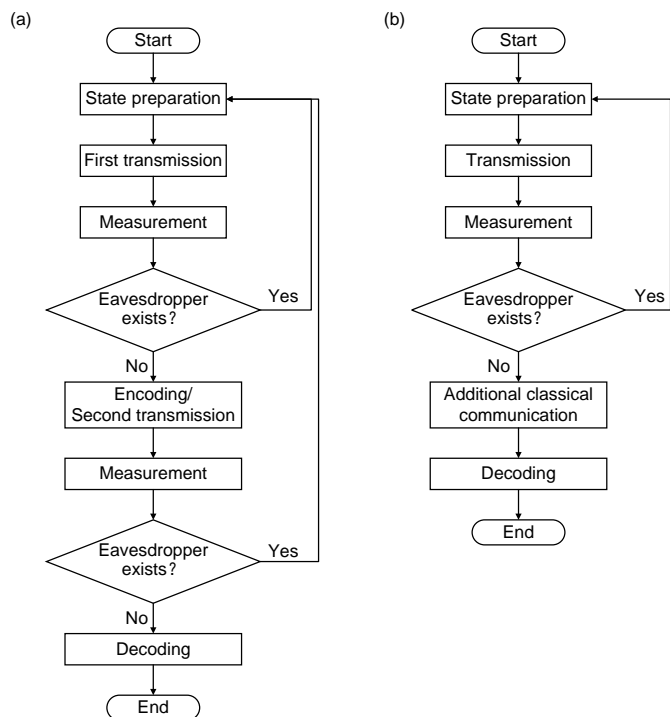 (a)
Start
State preparation
First transmission
Measurement
Eavesdropper
exists?
Yes
No
Encoding/
Second transmission
Measurement
Eavesdropper
exists?
Yes
No
Decoding
End
(b)
Start
State preparation
Transmission
Measurement
Eavesdropper
exists?
Yes
No
Additional classical
communication
Decoding
End